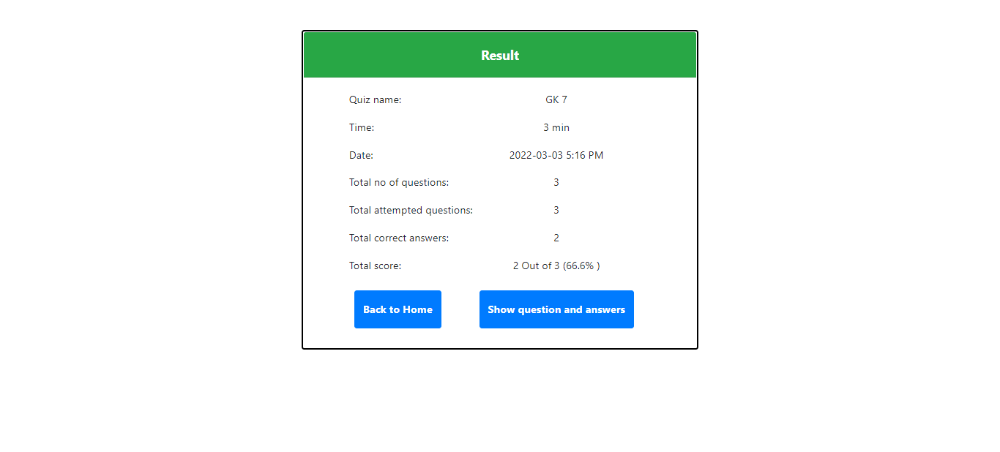 Result
Quiz name: GK 7
Time: 3 min
Date: 2022-03-03 5:16 PM
Total no of questions: 3
Total attempted questions: 3
Total correct answers: 2
Total score: 2 Out of 3 (66.6% )
Back to Home Show question and answers